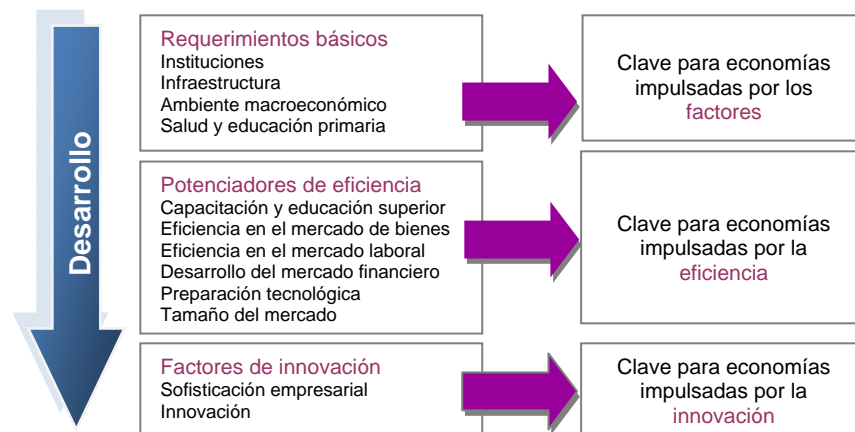 Desarrollo
Requerimientos básicos
Instituciones
Infraestructura
Ambiente macroeconómico
Salud y educación primaria
Clave para economías
impulsadas por los
factores
Potenciadores de eficiencia
Capacitación y educación superior
Eficiencia en el mercado de bienes
Eficiencia en el mercado laboral
Desarrollo del mercado financiero
Preparación tecnológica
Tamaño del mercado
Clave para economías
impulsadas por la
eficiencia
Factores de innovación
Sofisticación empresarial
Innovación
Clave para economías
impulsadas por la
innovación